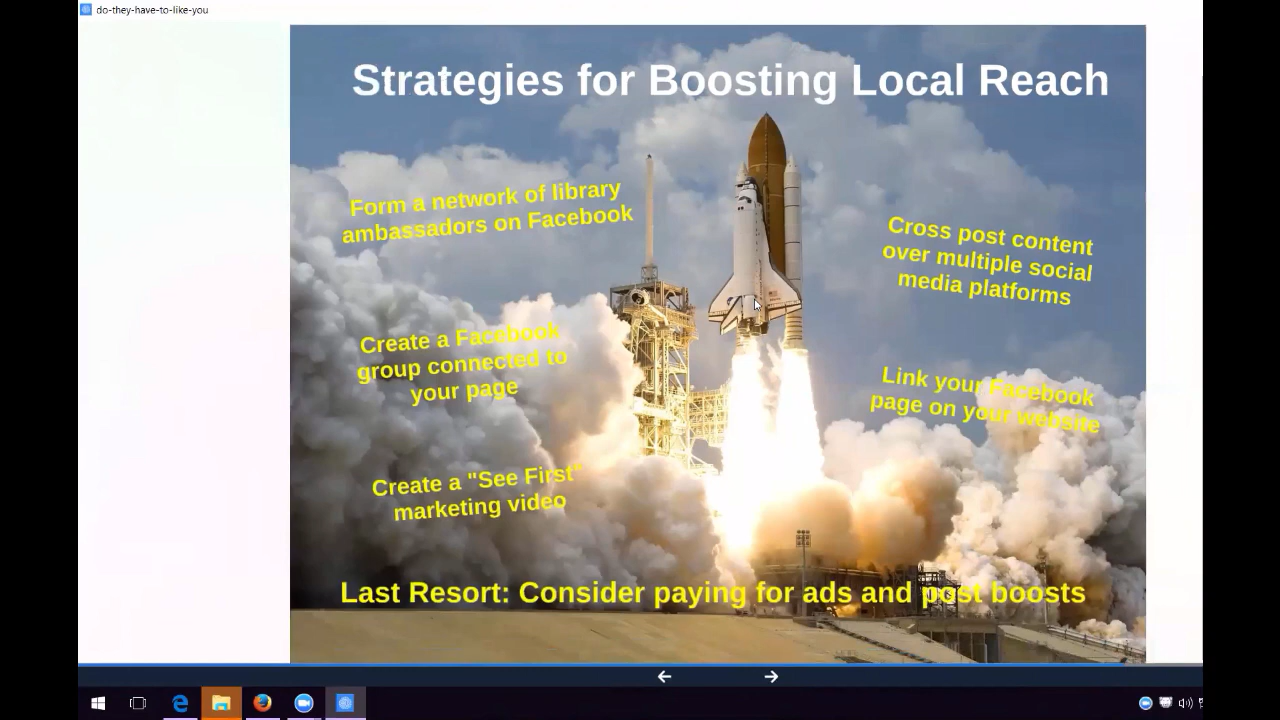 do-they-have-to-like-you
Strategies for Boosting Local Reach
Form a network of library
ambassadors on Facebook
Cross post content
over multiple social
media platforms
Create a Facebook
group connected to
your page
Link your Facebook
page on your website
Create a "See First"
marketing video
Last Resort: Consider paying for ads and post boosts